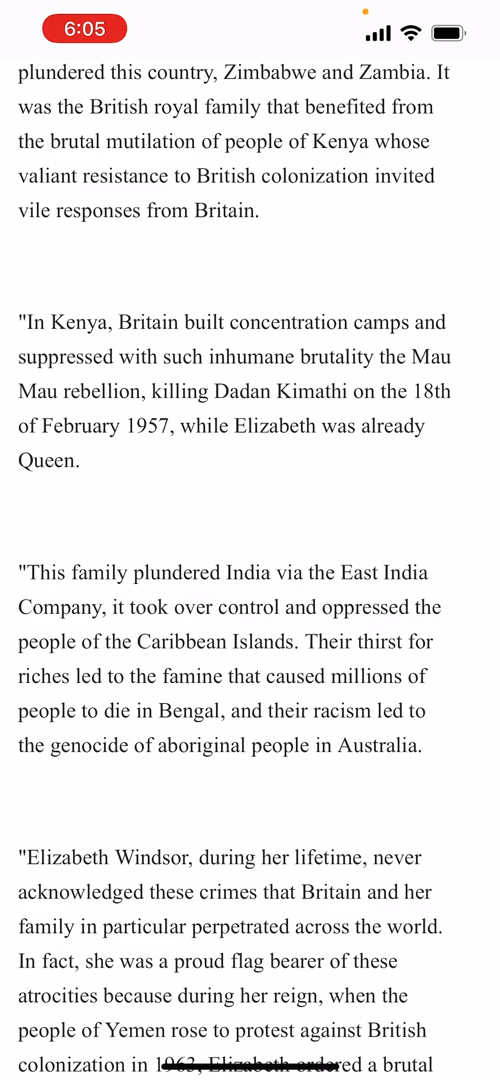 6:05
plundered this country, Zimbabwe and Zambia. It
was the British royal family that benefited from
the brutal mutilation of people of Kenya whose
valiant resistance to British colonization invited
vile responses from Britain.
"In Kenya, Britain built concentration camps and
suppressed with such inhumane brutality the Mau
Mau rebellion, killing Dadan Kimathi on the 18th
of February 1957, while Elizabeth was already
Queen.
"This family plundered India via the East India
Company, it took over control and oppressed the
people of the Caribbean Islands. Their thirst for
riches led to the famine that caused millions of
people to die in Bengal, and their racism led to
the genocide of aboriginal people in Australia.
"Elizabeth Windsor, during her lifetime, never
acknowledged these crimes that Britain and her
family in particular perpetrated across the world.
In fact, she was a proud flag bearer of these
atrocities because during her reign, when the
people of Yemen rose to protest against British
colonization in 1963, Elizabeth ordered a brutal